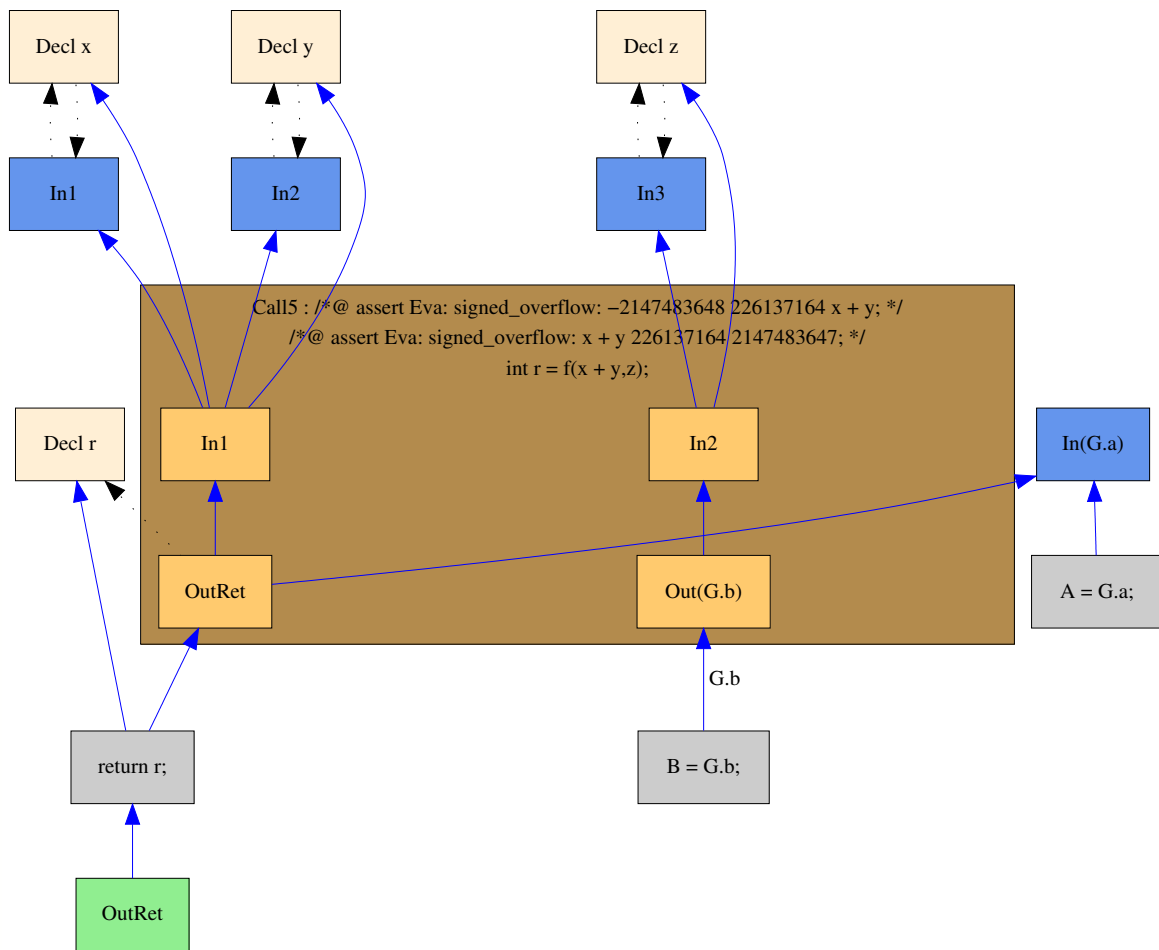 Decl x
Decl y
Decl z
In1
In2
In3
Call5 : /*@ assert Eva: signed_overflow: −2147483648 226137164 x + y; */
/*@ assert Eva: signed_overflow: x + y 226137164 2147483647; */
int r = f(x + y,z);
Decl r
In1
In2
In(G.a)
OutRet
Out(G.b)
A = G.a;
G.b
return r;
B = G.b;
OutRet